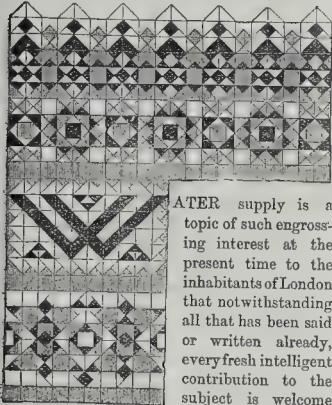 WATER supply is a
topic of such engross-
ing interest at the
present time to the
inhabitants of London
that notwithstanding
all that has been said
or written already,
every fresh intelligent
contribution to the
subject is welcome